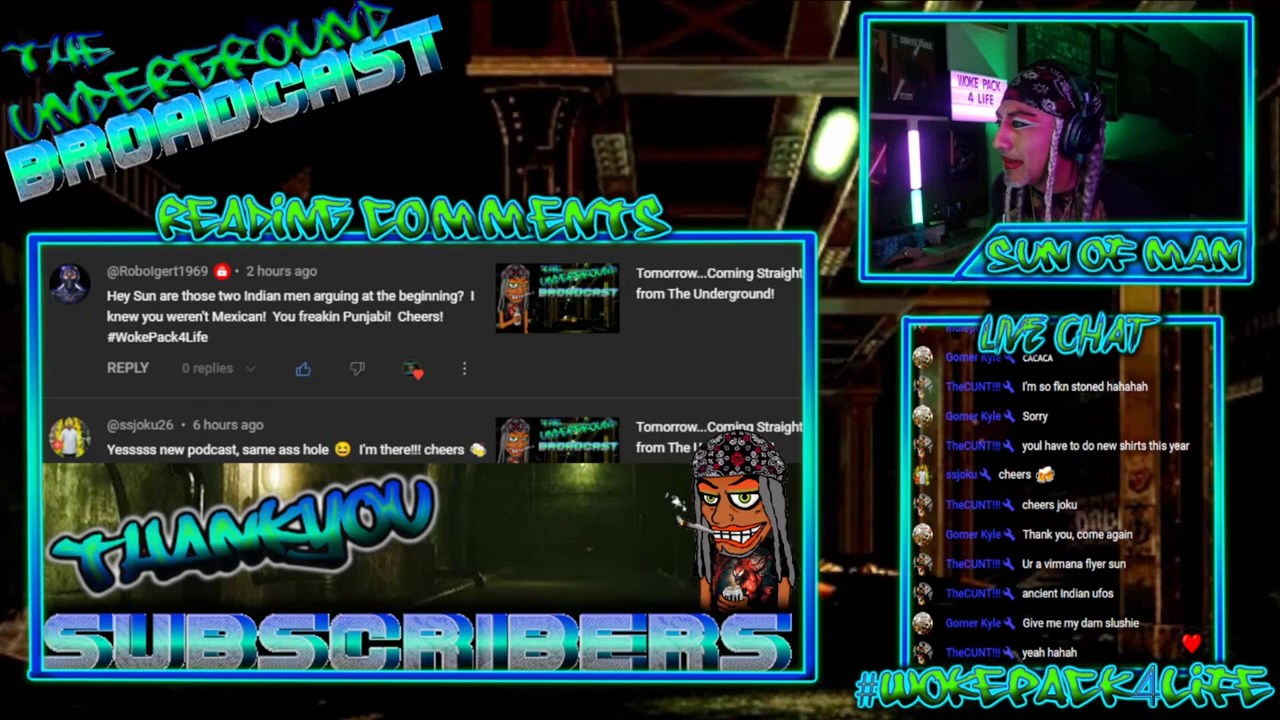 THE
UNDERGROUND
BROADCAST
READING COMMENTS
@RoboIgert1969 • 2 hours ago
Hey Sun are those two Indian men arguing at the beginning? I
knew you weren't Mexican! You freakin Punjabi! Cheers!
#WokePack4Life
REPLY 0 replies
UNDERGROUND
BROADCAST
Tomorrow...Coming Straight
from The Underground!
@ssjoku26 • 6 hours ago
Yesssss new podcast, same ass hole 😄 I'm there!!! cheers 🍻
UNDERGROUND
BROADCAST
Tomorrow...Coming Straight
from The U
THANKYOU
SUBSCRIBERS
WOKE PACK
4 LIFE
SUN OF MAN
LIVE CHAT
Gomer Kyle CACACA
TheCUNT!!! I'm so fkn stoned hahahah
Gomer Kyle Sorry
TheCUNT!!! youl have to do new shirts this year
ssjoku cheers 🍻
TheCUNT!!! cheers joku
Gomer Kyle Thank you, come again
TheCUNT!!! Ur a virmana flyer sun
TheCUNT!!! ancient Indian ufos
Gomer Kyle Give me my dam slushie
TheCUNT!!! yeah hahah
#WOKEPACK4LIFE